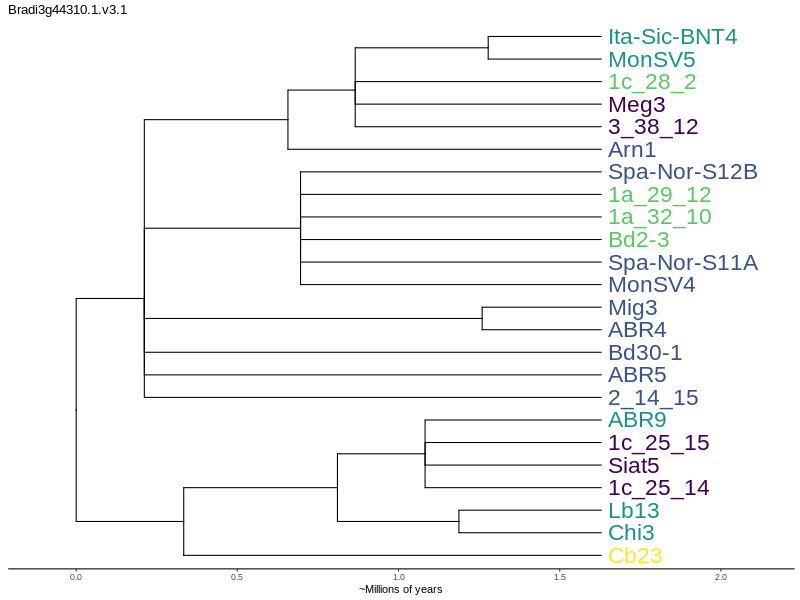 Bradi3g44310.1.v3.1
Ita-Sic-BNT4
MonSV5
1c_28_2
Meg3
3_38_12
Arn1
Spa-Nor-S12B
1a_29_12
1a_32_10
Bd2-3
Spa-Nor-S11A
MonSV4
Mig3
ABR4
Bd30-1
ABR5
2_14_15
ABR9
1c_25_15
Siat5
1c_25_14
Lb13
Chi3
Cb23
0.0 0.5 1.0 1.5 2.0
~Millions of years